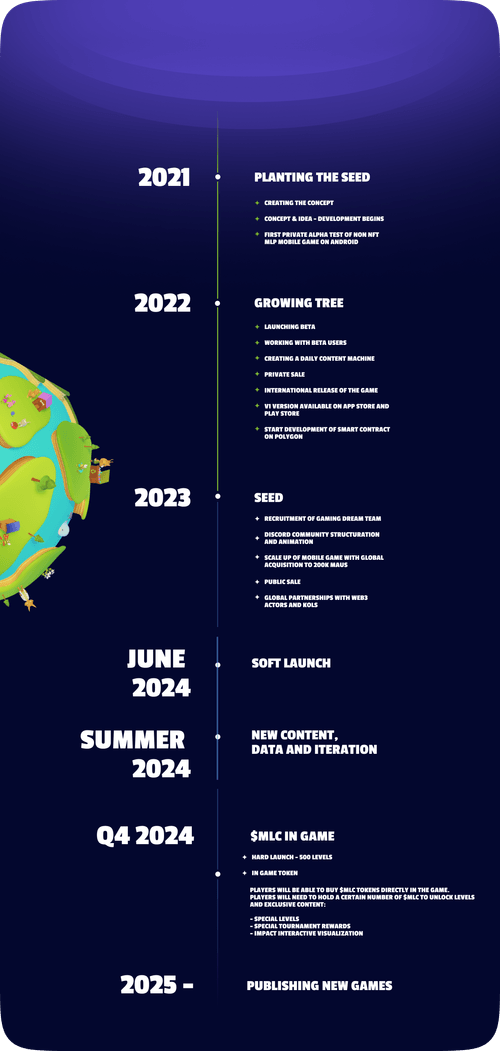 2021
PLANTING THE SEED
CREATING THE CONCEPT
CONCEPT & IDEA - DEVELOPMENT BEGINS
FIRST PRIVATE ALPHA TEST OF NON NFT
MLP MOBILE GAME ON ANDROID
2022
GROWING TREE
LAUNCHING BETA
WORKING WITH BETA USERS
CREATING A DAILY CONTENT MACHINE
PRIVATE SALE
INTERNATIONAL RELEASE OF THE GAME
V1 VERSION AVAILABLE ON APP STORE AND
PLAY STORE
START DEVELOPMENT OF SMART CONTRACT
ON POLYGON
2023
SEED
RECRUITMENT OF GAMING DREAM TEAM
DISCORD COMMUNITY STRUCTURATION
AND ANIMATION
SCALE UP OF MOBILE GAME WITH GLOBAL
ACQUISITION TO 200K MAUS
PUBLIC SALE
GLOBAL PARTNERSHIPS WITH WEB3
ACTORS AND KOLS
JUNE
2024
SOFT LAUNCH
SUMMER
2024
NEW CONTENT,
DATA AND ITERATION
Q4 2024
$MLC IN GAME
HARD LAUNCH - 500 LEVELS
IN GAME TOKEN
PLAYERS WILL BE ABLE TO BUY $MLC TOKENS DIRECTLY IN THE GAME.
PLAYERS WILL NEED TO HOLD A CERTAIN NUMBER OF $MLC TO UNLOCK LEVELS
AND EXCLUSIVE CONTENT:
- SPECIAL LEVELS
- SPECIAL TOURNAMENT REWARDS
- IMPACT INTERACTIVE VISUALIZATION
2025 -
PUBLISHING NEW GAMES